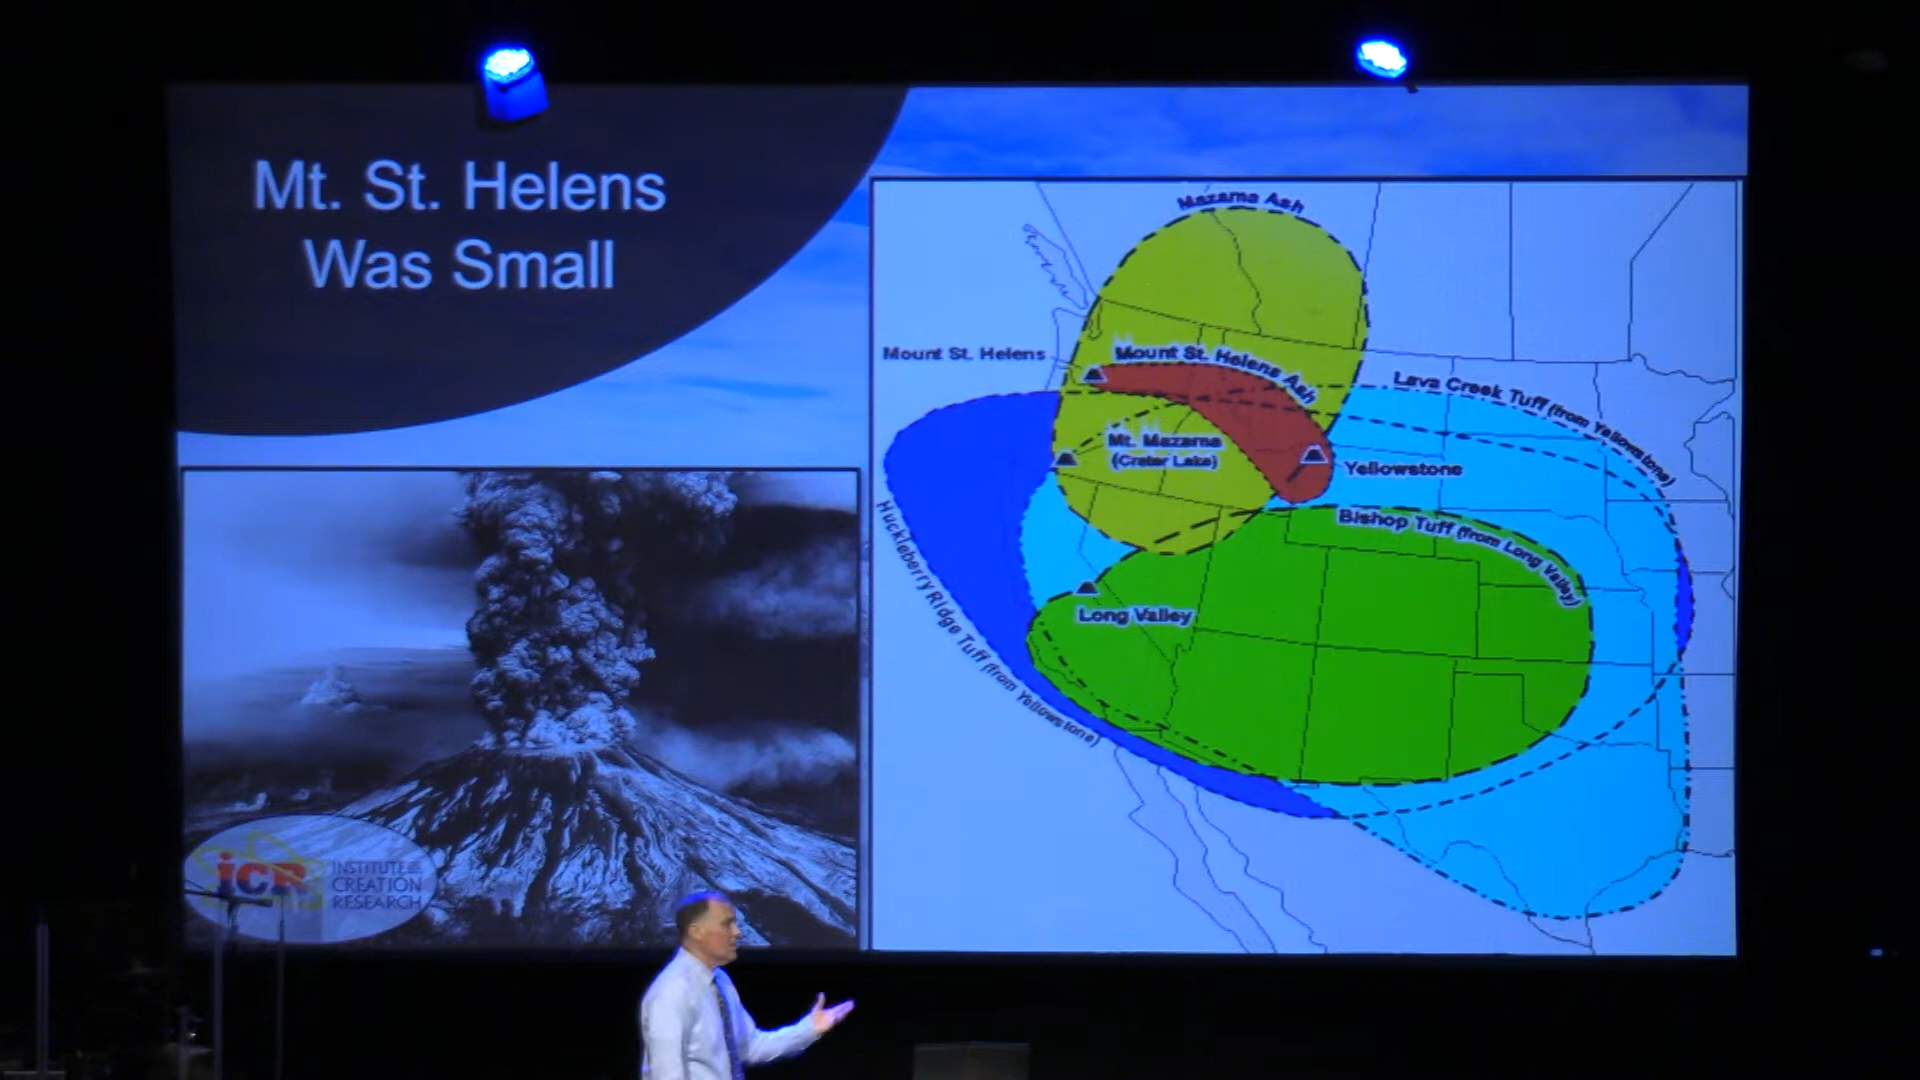 Mt. St. Helens
Was Small
Mazama Ash
Mount St. Helens
Mount St. Helens Ash
Lava Creek Tuff (from Yellowstone)
Mt. Mazama
(Crater Lake)
Yellowstone
Bishop Tuff (from Long Valley)
Long Valley
Huckleberry Ridge Tuff (from Yellowstone)
iCR
INSTITUTE for
CREATION
RESEARCH